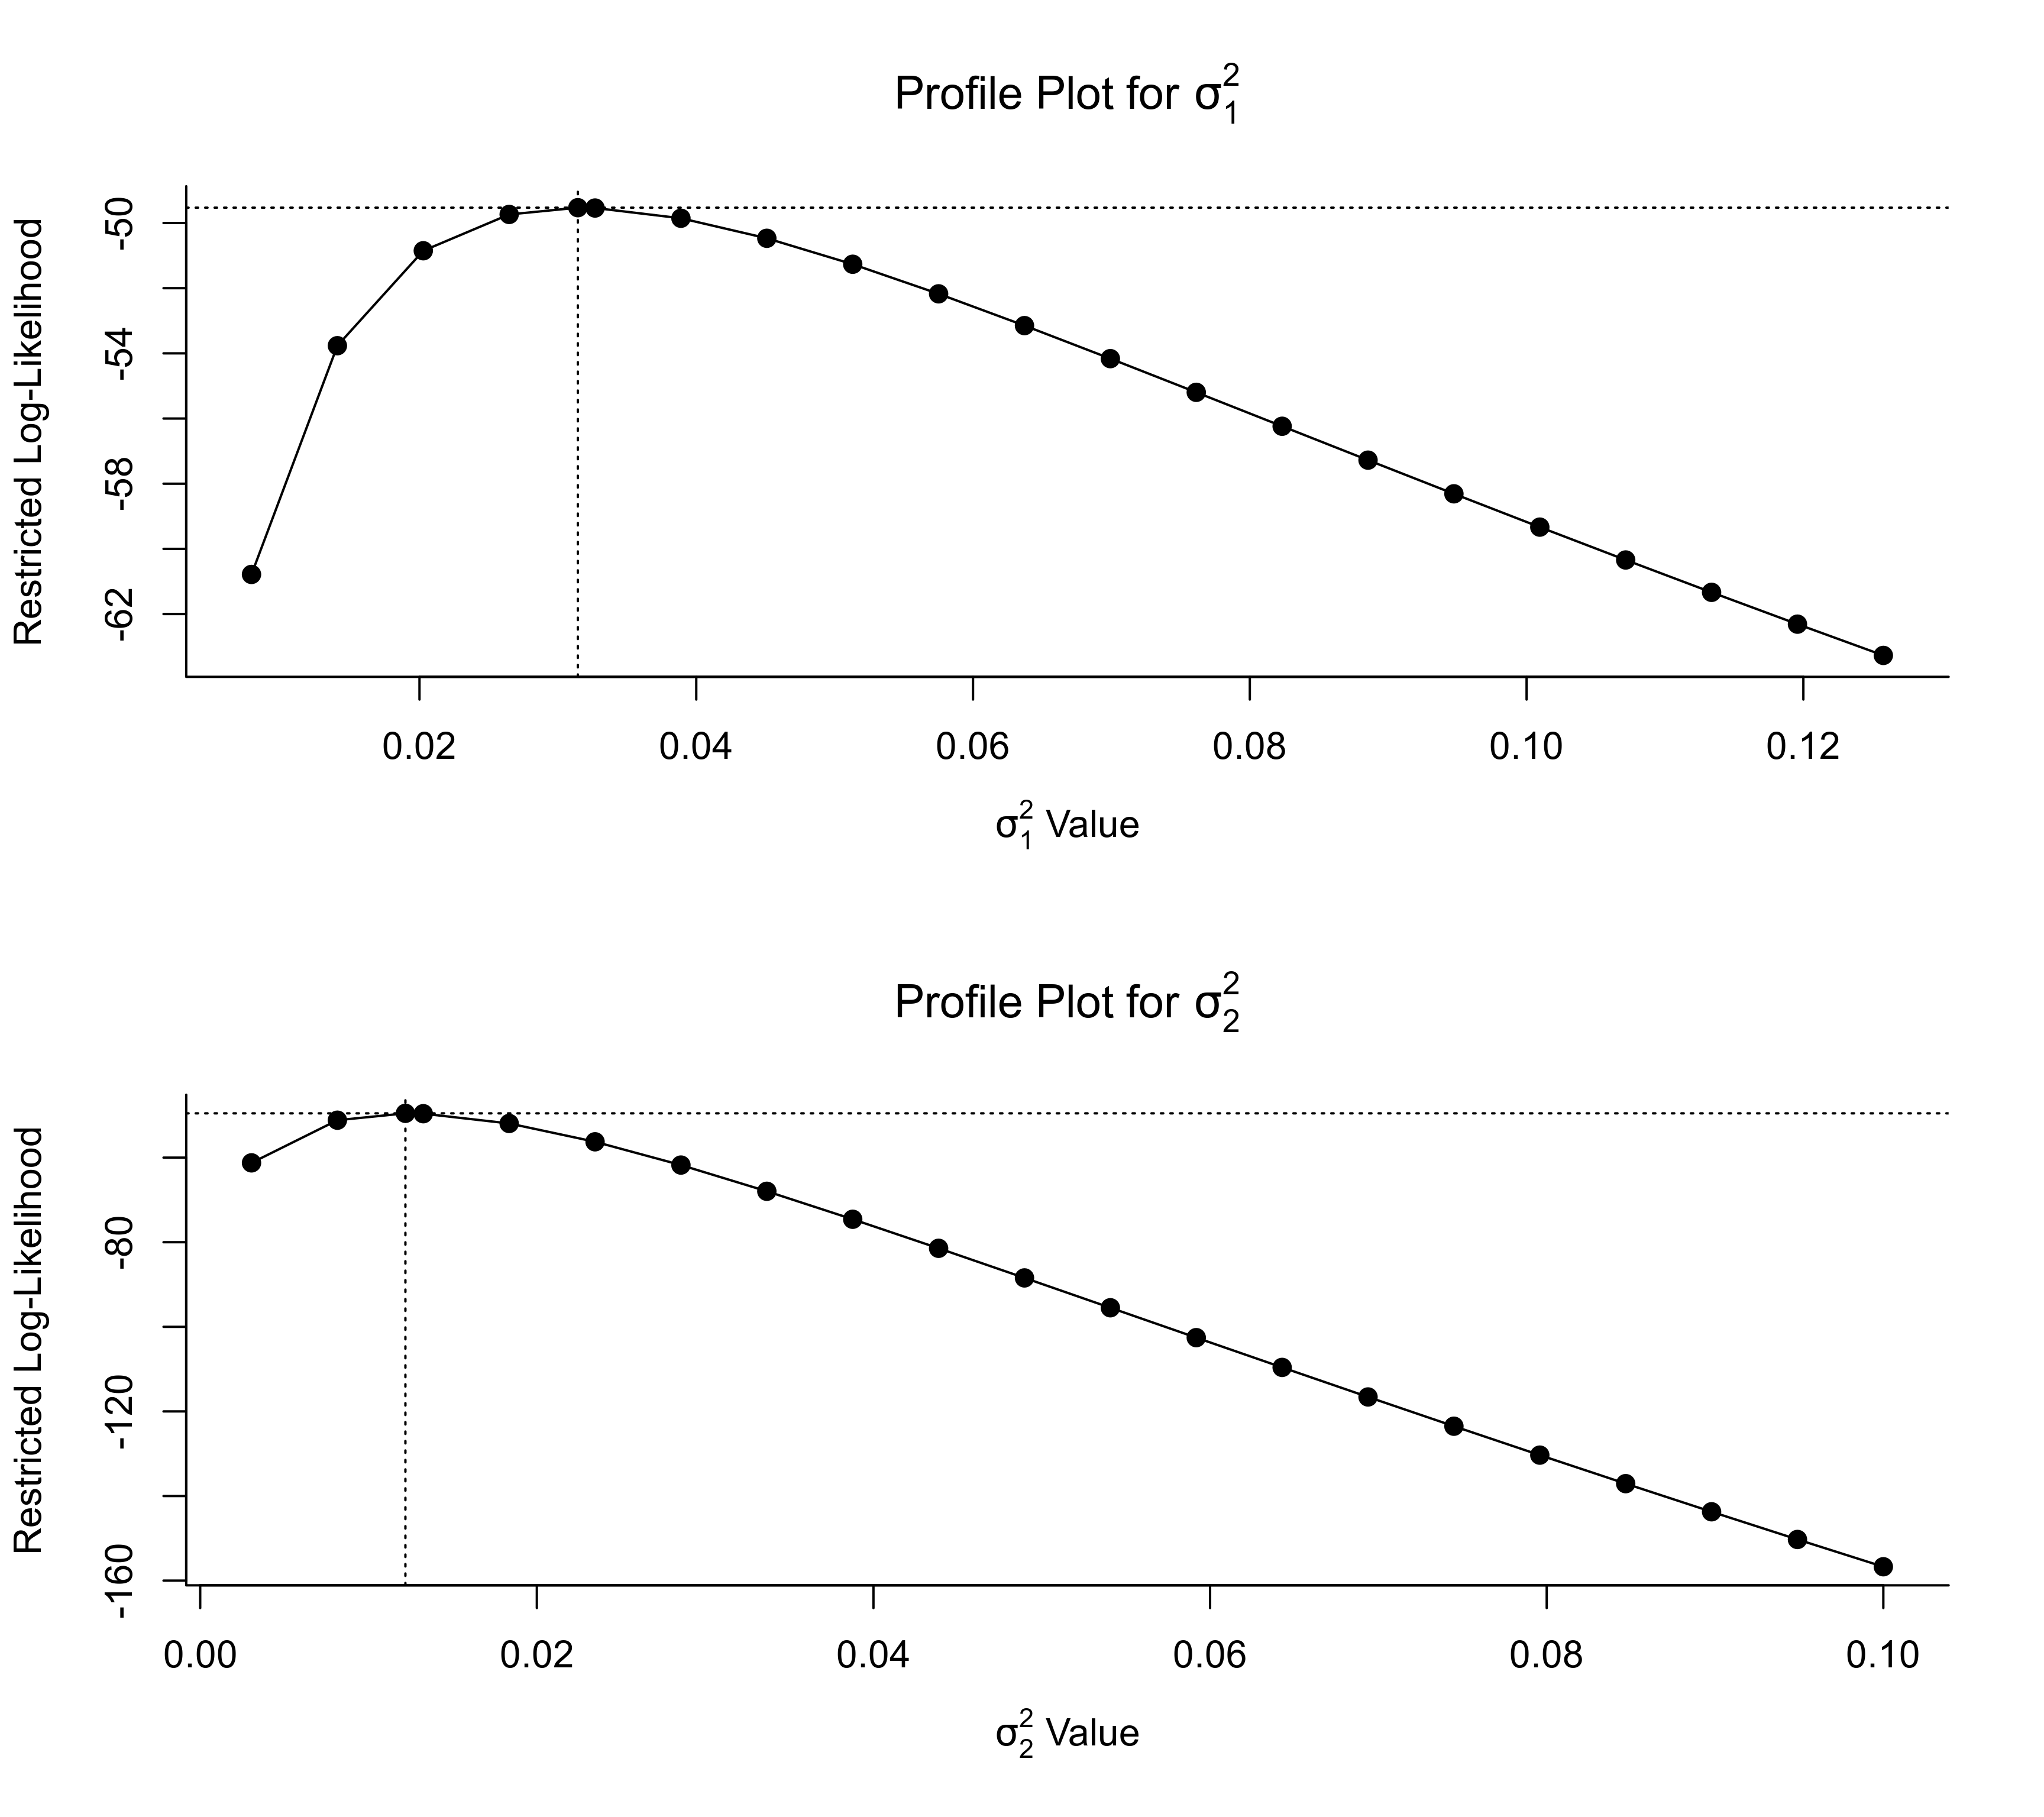 Profile Plot for σ₁²
Restricted Log-Likelihood
-50
-54
-58
-62
0.02 0.04 0.06 0.08 0.10 0.12
σ₁² Value
Profile Plot for σ₂²
Restricted Log-Likelihood
-80
-120
-160
0.00 0.02 0.04 0.06 0.08 0.10
σ₂² Value